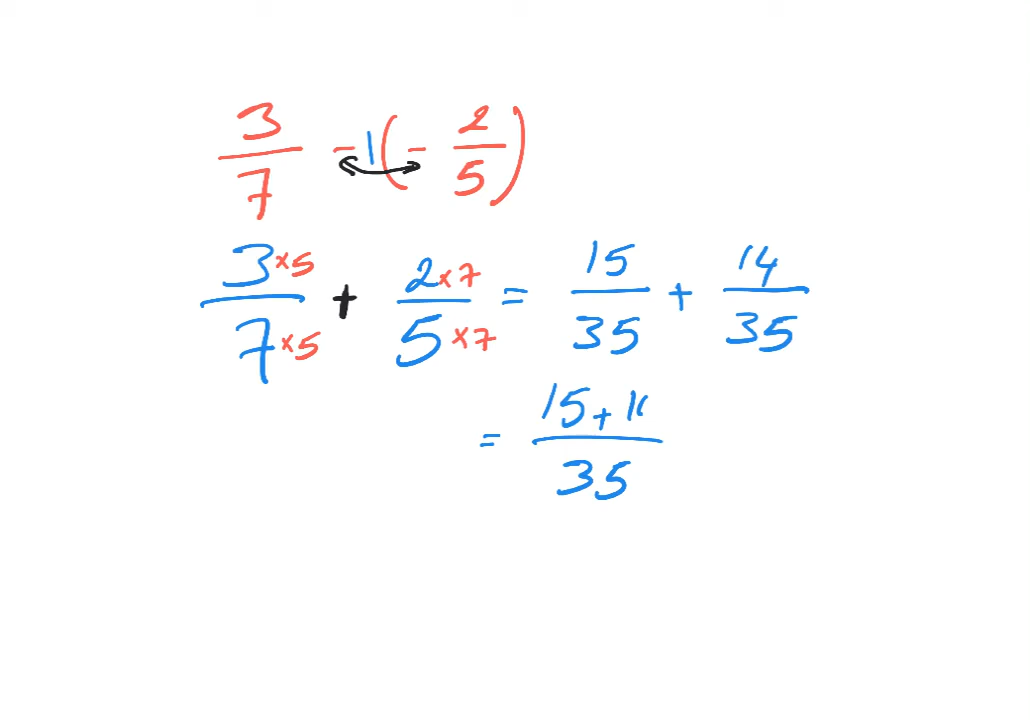 3/7 - 1(- 2/5)
3×5/7×5 + 2×7/5×7 = 15/35 + 14/35
= 15 + 1/35